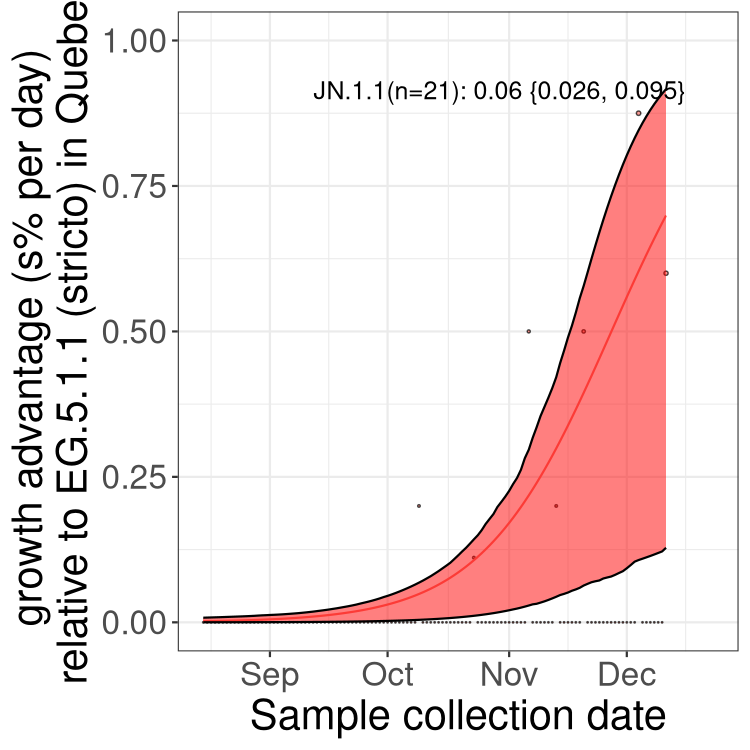 growth advantage (s% per day)
relative to EG.5.1.1 (stricto) in Quebe
1.00
0.75
0.50
0.25
0.00
JN.1.1(n=21): 0.06 {0.026, 0.095}
Sep Oct Nov Dec
Sample collection date